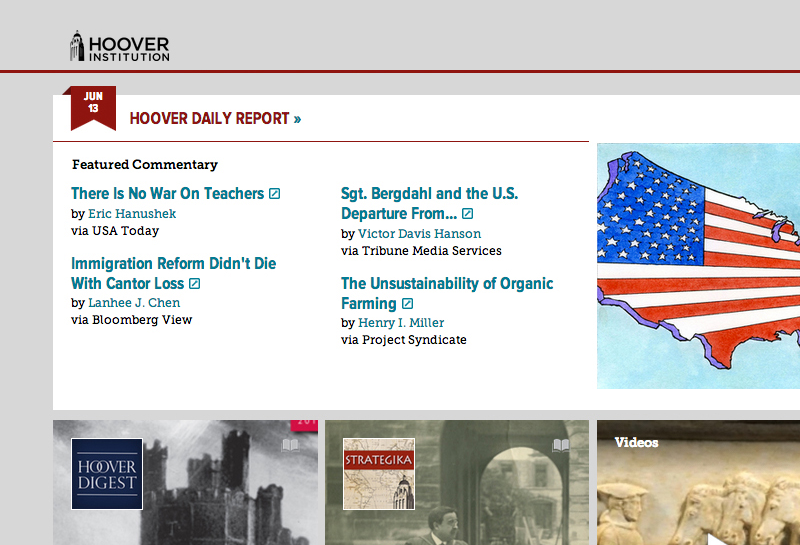 HOOVER
INSTITUTION
JUN
13
HOOVER DAILY REPORT »
Featured Commentary
There Is No War On Teachers
by Eric Hanushek
via USA Today
Immigration Reform Didn't Die
With Cantor Loss
by Lanhee J. Chen
via Bloomberg View
Sgt. Bergdahl and the U.S.
Departure From...
by Victor Davis Hanson
via Tribune Media Services
The Unsustainability of Organic
Farming
by Henry I. Miller
via Project Syndicate
HOOVER
DIGEST
STRATEGIKA
Videos